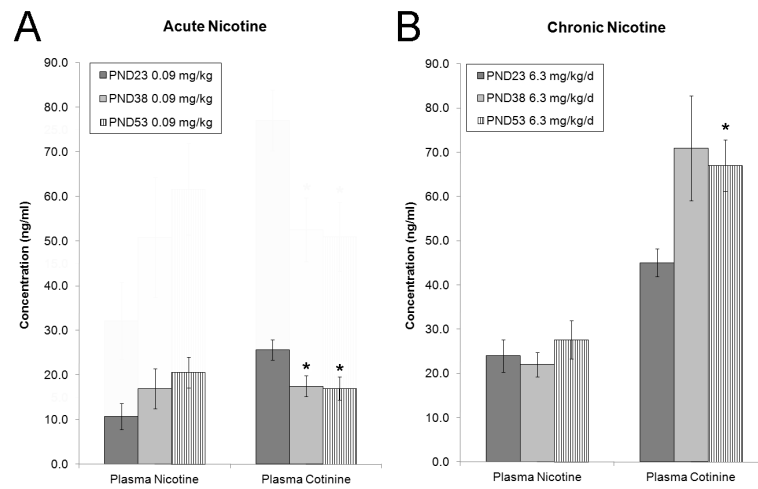 A
Acute Nicotine
PND23 0.09 mg/kg
PND38 0.09 mg/kg
PND53 0.09 mg/kg
Concentration (ng/ml)
90.0
80.0
70.0
60.0
50.0
40.0
30.0
20.0
10.0
0.0
* *
Plasma Nicotine Plasma Cotinine
B
Chronic Nicotine
PND23 6.3 mg/kg/d
PND38 6.3 mg/kg/d
PND53 6.3 mg/kg/d
Concentration (ng/ml)
90.0
80.0
70.0
60.0
50.0
40.0
30.0
20.0
10.0
0.0
*
Plasma Nicotine Plasma Cotinine